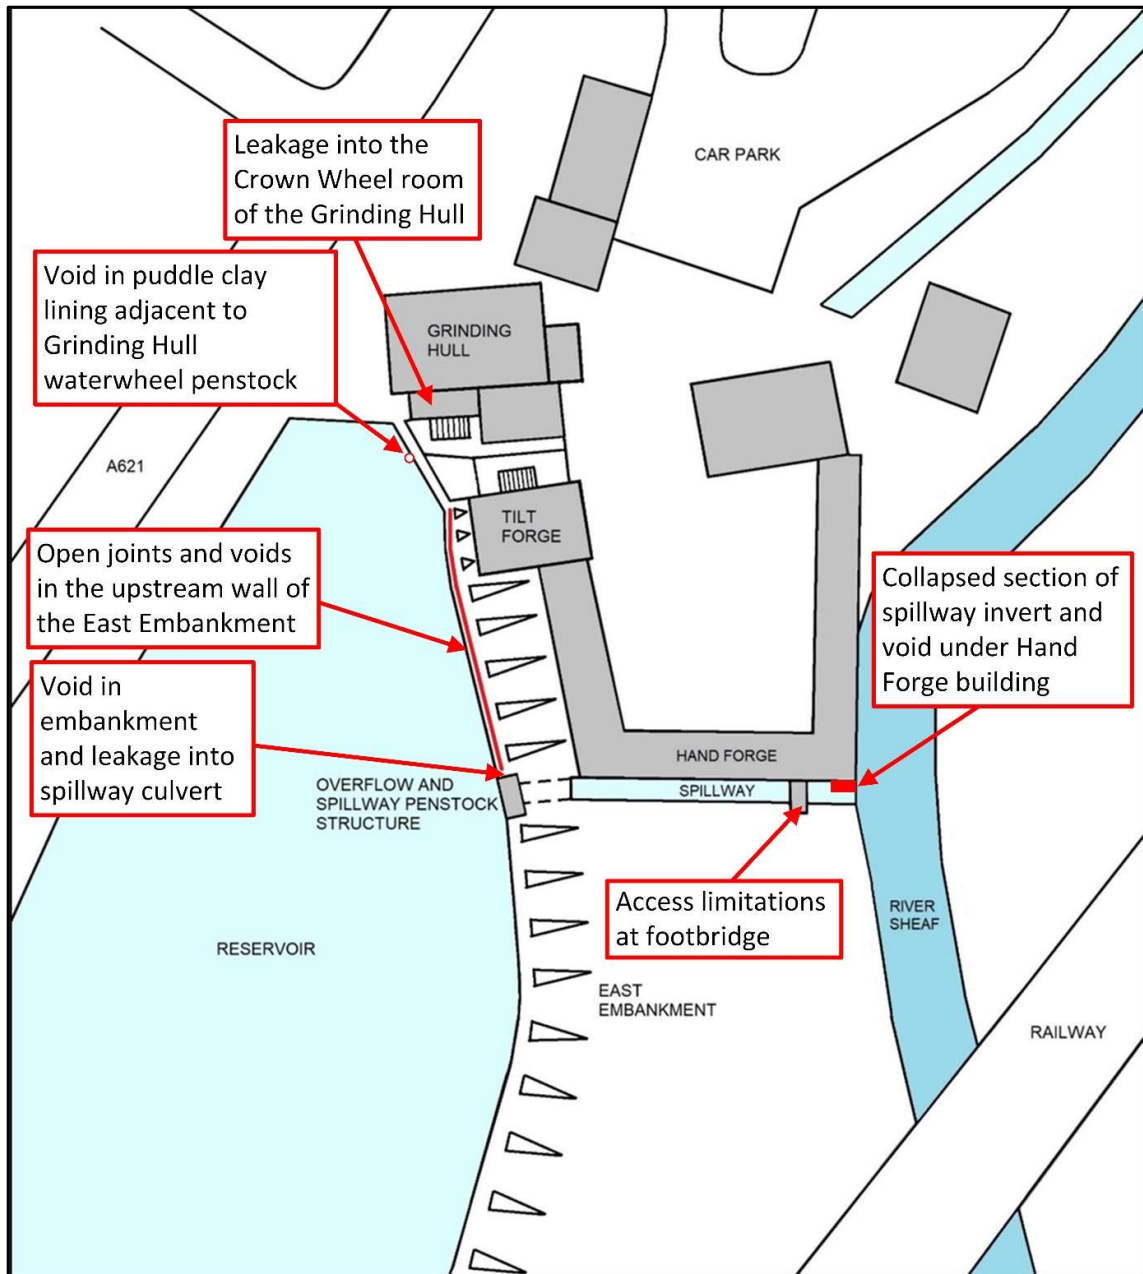 Leakage into the
Crown Wheel room
of the Grinding Hull
CAR PARK
Void in puddle clay
lining adjacent to
Grinding Hull
waterwheel penstock
GRINDING
HULL
A621
TILT
FORGE
Open joints and voids
in the upstream wall of
the East Embankment
Collapsed section of
spillway invert and
void under Hand
Forge building
Void in
embankment
and leakage into
spillway culvert
HAND FORGE
OVERFLOW AND
SPILLWAY PENSTOCK
STRUCTURE
SPILLWAY
Access limitations
at footbridge
RIVER
SHEAF
RESERVOIR
EAST
EMBANKMENT
RAILWAY